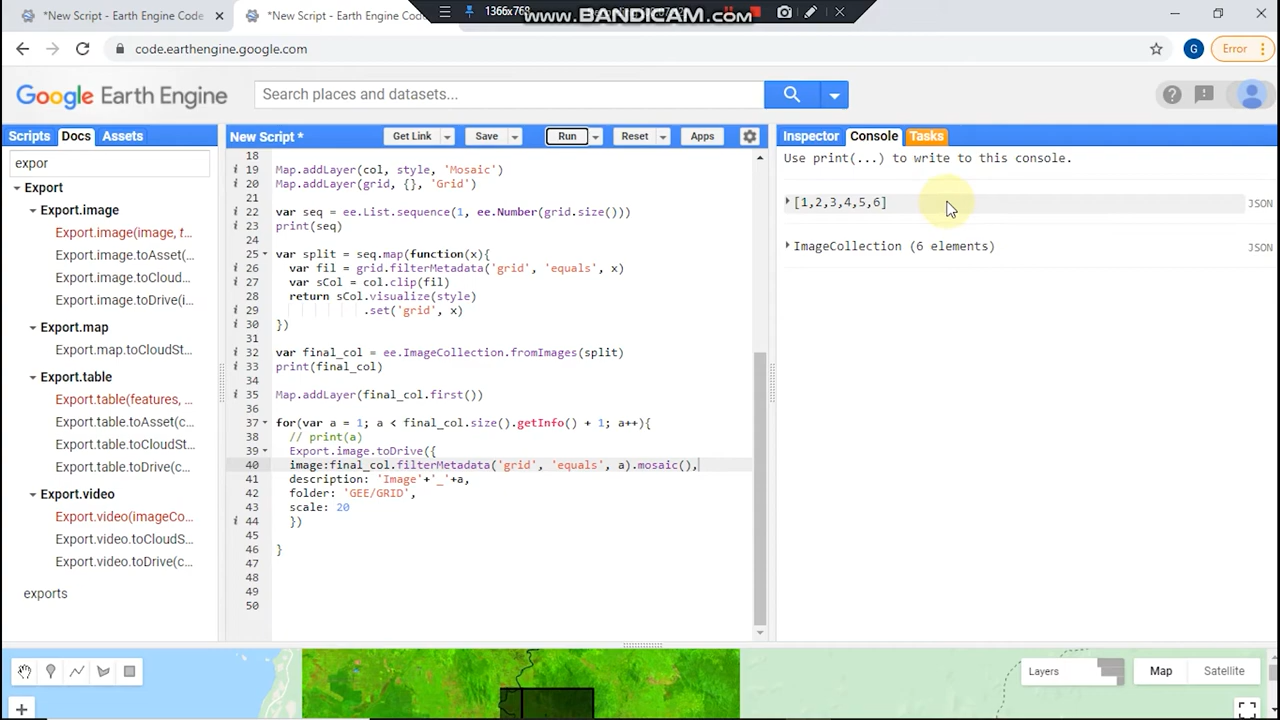 *New Script - Earth Engine Code
*New Script - Earth Engine Code
1366x768
www.BANDICAM.com
code.earthengine.google.com
G
Error
Google Earth Engine
Search places and datasets...
Scripts Docs Assets
New Script *
Get Link
Save
Run
Reset
Apps
Inspector Console Tasks
expor
Export
Export.image
Export.image(image, t...
Export.image.toAsset(...
Export.image.toCloud...
Export.image.toDrive(i...
Export.map
Export.map.toCloudSt...
Export.table
Export.table(features, ...
Export.table.toAsset(c...
Export.table.toCloudSt...
Export.table.toDrive(c...
Export.video
Export.video(imageCo...
Export.video.toCloudS...
Export.video.toDrive(c...
exports
18
i 19 Map.addLayer(col, style, 'Mosaic')
i 20 Map.addLayer(grid, {}, 'Grid')
21
i 22 var seq = ee.List.sequence(1, ee.Number(grid.size()))
i 23 print(seq)
24
i 25 var split = seq.map(function(x){
i 26 var fil = grid.filterMetadata('grid', 'equals', x)
i 27 var sCol = col.clip(fil)
i 28 return sCol.visualize(style)
i 29 .set('grid', x)
i 30 })
31
i 32 var final_col = ee.ImageCollection.fromImages(split)
i 33 print(final_col)
34
i 35 Map.addLayer(final_col.first())
36
37 for(var a = 1; a < final_col.size().getInfo() + 1; a++){
38 // print(a)
39 Export.image.toDrive({
40 image:final_col.filterMetadata('grid', 'equals', a).mosaic(),
41 description: 'Image'+'_'+a,
42 folder: 'GEE/GRID',
43 scale: 20
i 44 })
45
46 }
47
48
49
50
Use print(...) to write to this console.
[1,2,3,4,5,6]
JSON
ImageCollection (6 elements)
JSON
Layers
Map
Satellite